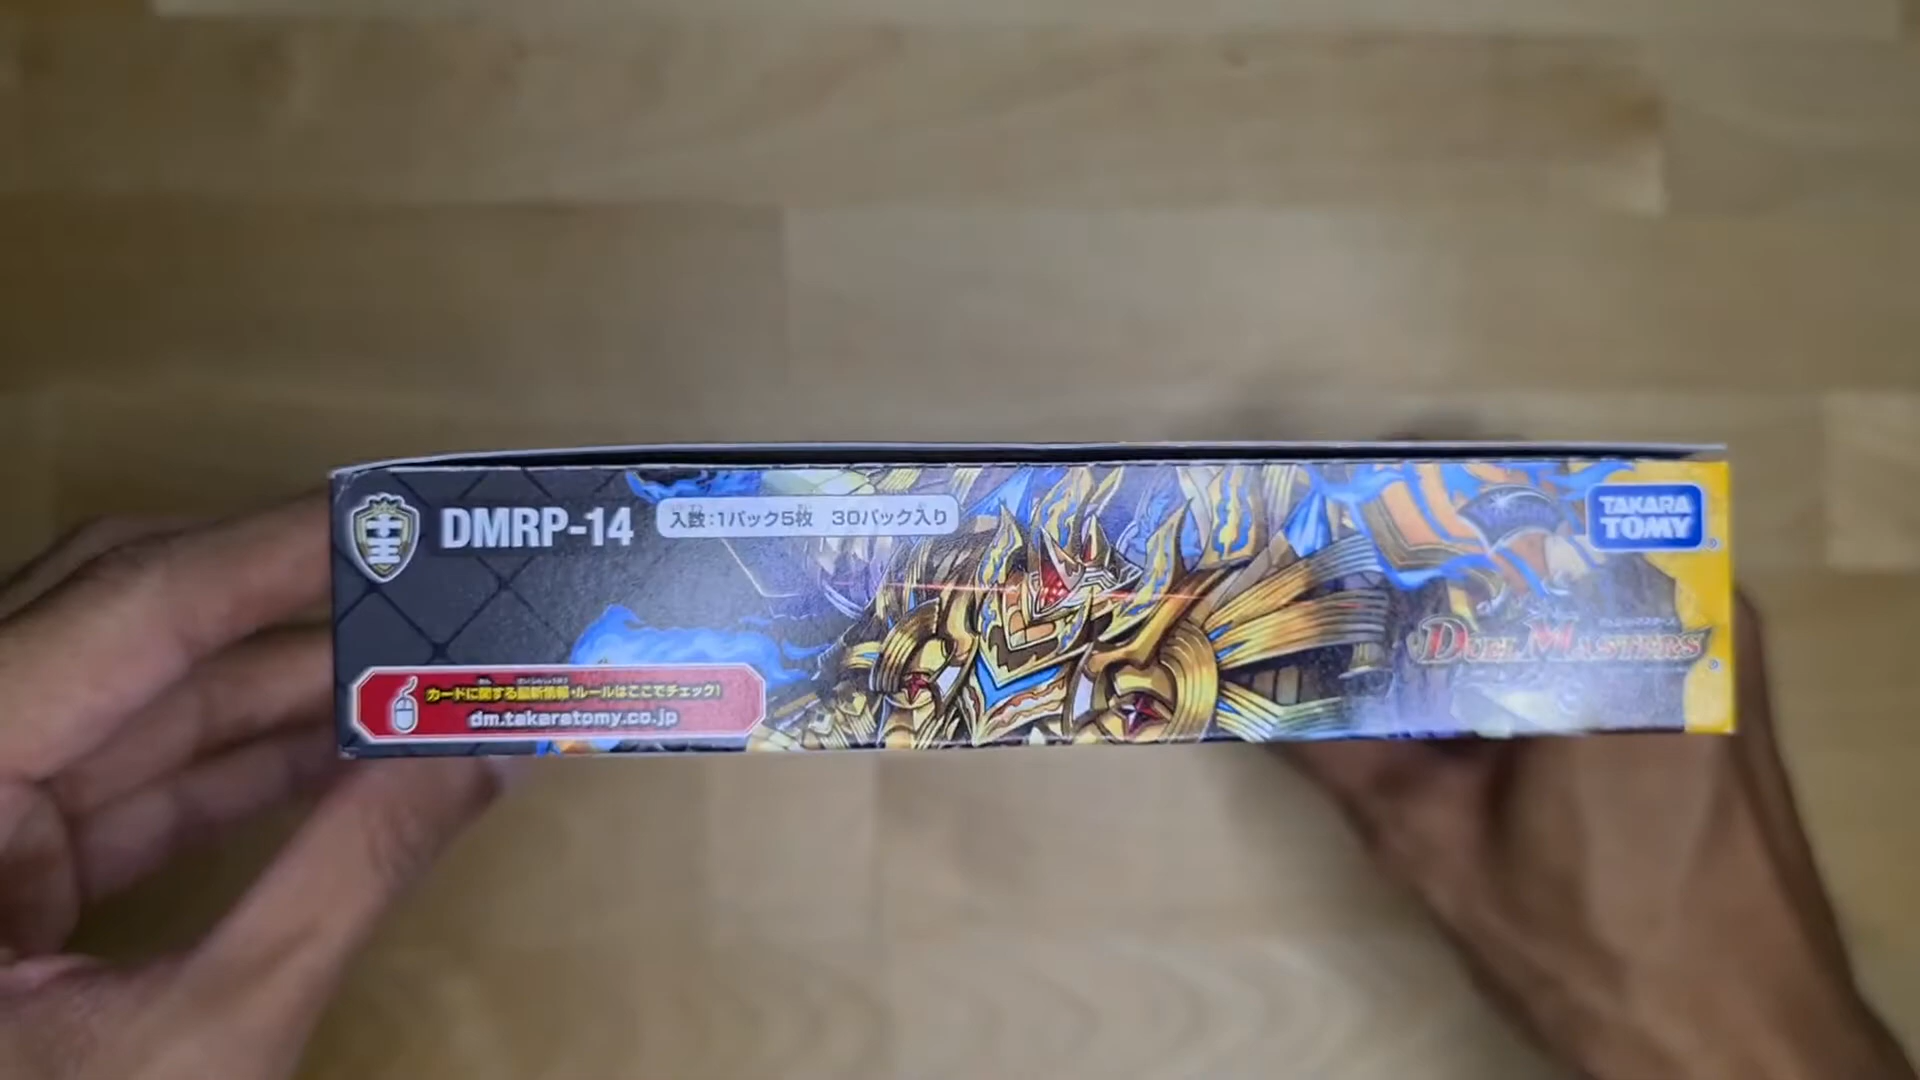 DMRP-14
入数:1パック5枚 30パック入り
TAKARA
TOMY
DUEL MASTERS
カードに関する最新情報・ルールはここでチェック!
dm.takaratomy.co.jp